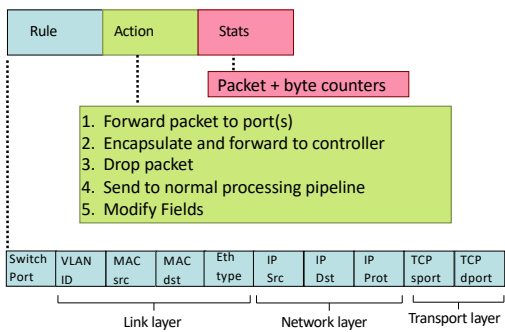 Rule Action Stats
Packet + byte counters
1. Forward packet to port(s)
2. Encapsulate and forward to controller
3. Drop packet
4. Send to normal processing pipeline
5. Modify Fields
Switch VLAN MAC MAC Eth IP IP IP TCP TCP
Port ID src dst type Src Dst Prot sport dport
Link layer Network layer Transport layer